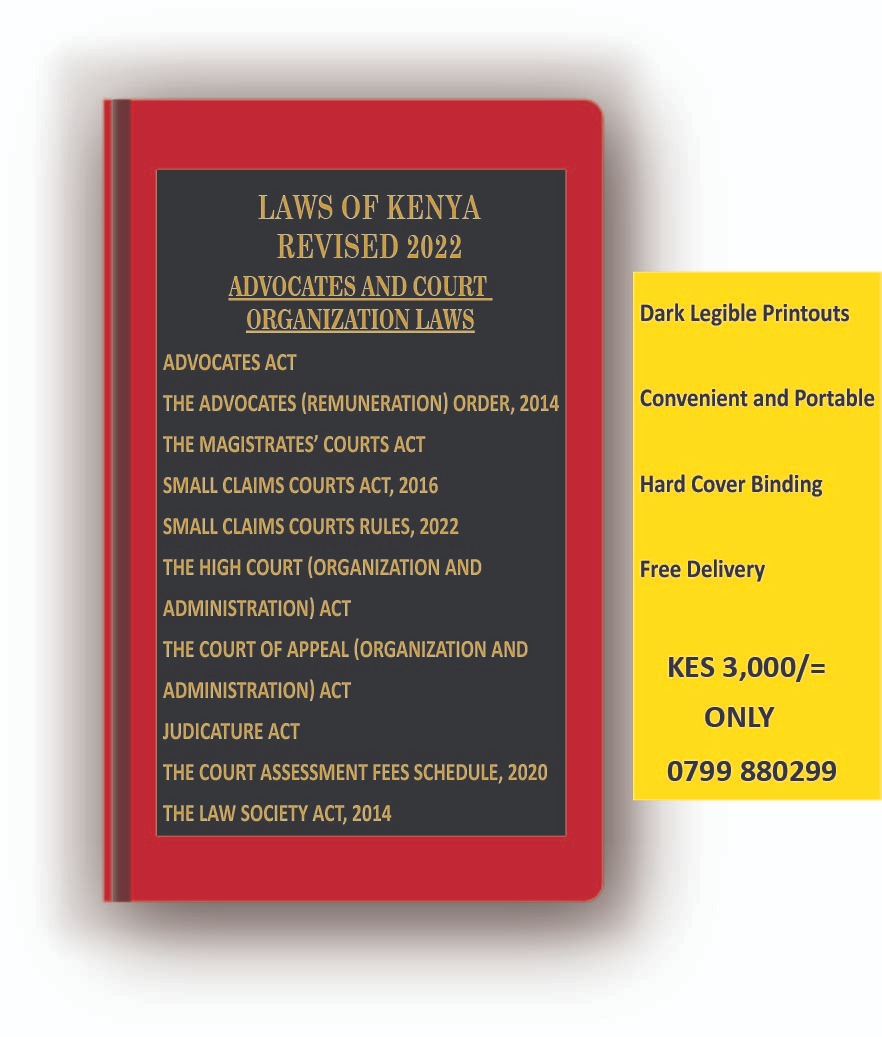 LAWS OF KENYA
REVISED 2022
ADVOCATES AND COURT
ORGANIZATION LAWS
ADVOCATES ACT
THE ADVOCATES (REMUNERATION) ORDER, 2014
THE MAGISTRATES’ COURTS ACT
SMALL CLAIMS COURTS ACT, 2016
SMALL CLAIMS COURTS RULES, 2022
THE HIGH COURT (ORGANIZATION AND
ADMINISTRATION) ACT
THE COURT OF APPEAL (ORGANIZATION AND
ADMINISTRATION) ACT
JUDICATURE ACT
THE COURT ASSESSMENT FEES SCHEDULE, 2020
THE LAW SOCIETY ACT, 2014
Dark Legible Printouts
Convenient and Portable
Hard Cover Binding
Free Delivery
KES 3,000/=
ONLY
0799 880299